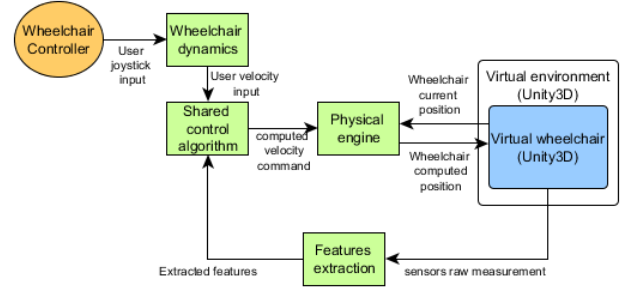 Wheelchair
Controller
User
joystick
input
Wheelchair
dynamics
User velocity
input
Shared
control
algorithm
computed
velocity
command
Physical
engine
Wheelchair
current
position
Wheelchair
computed
position
Virtual environment
(Unity3D)
Virtual wheelchair
(Unity3D)
Features
extraction
Extracted features
sensors raw measurement